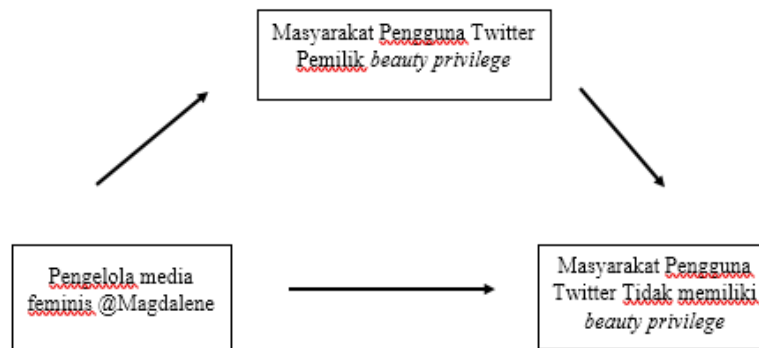 Masyarakat Pengguna Twitter
Pemilik beauty privilege
Pengelola media
feminis @Magdalene
Masyarakat Pengguna
Twitter Tidak memiliki
beauty privilege